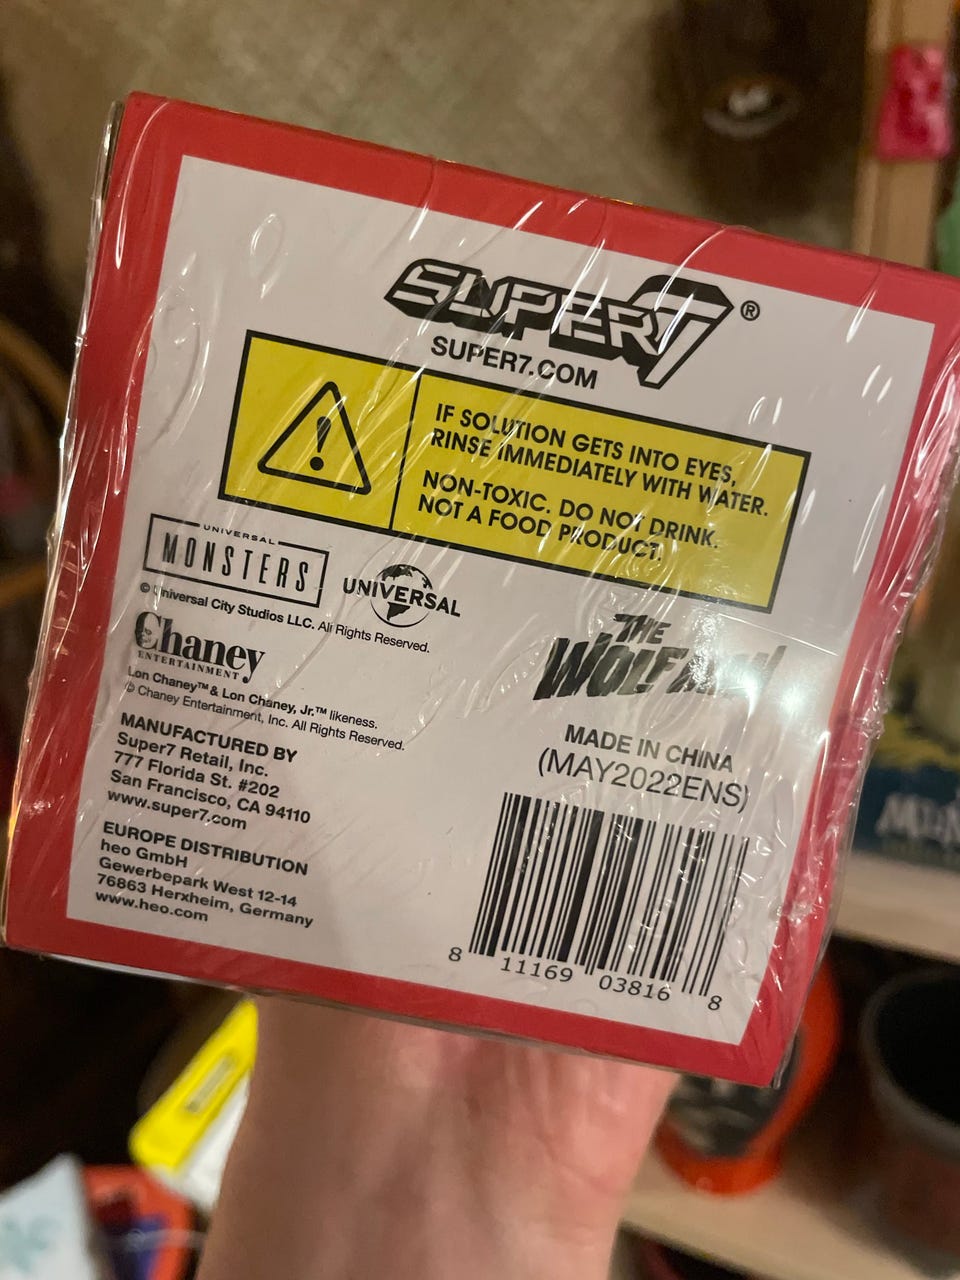 SUPER7®
SUPER7.COM
IF SOLUTION GETS INTO EYES,
RINSE IMMEDIATELY WITH WATER.
NON-TOXIC. DO NOT DRINK.
NOT A FOOD PRODUCT.
UNIVERSAL
MONSTERS
UNIVERSAL
© Universal City Studios LLC. All Rights Reserved.
Chaney
ENTERTAINMENT
Lon Chaney™ & Lon Chaney, Jr.™ likeness.
© Chaney Entertainment, Inc. All Rights Reserved.
THE
WOLF MAN
MANUFACTURED BY
Super7 Retail, Inc.
777 Florida St. #202
San Francisco, CA 94110
www.super7.com
EUROPE DISTRIBUTION
heo GmbH
Gewerbepark West 12-14
76863 Herxheim, Germany
www.heo.com
MADE IN CHINA
(MAY2022ENS)
8 11169 03816 8